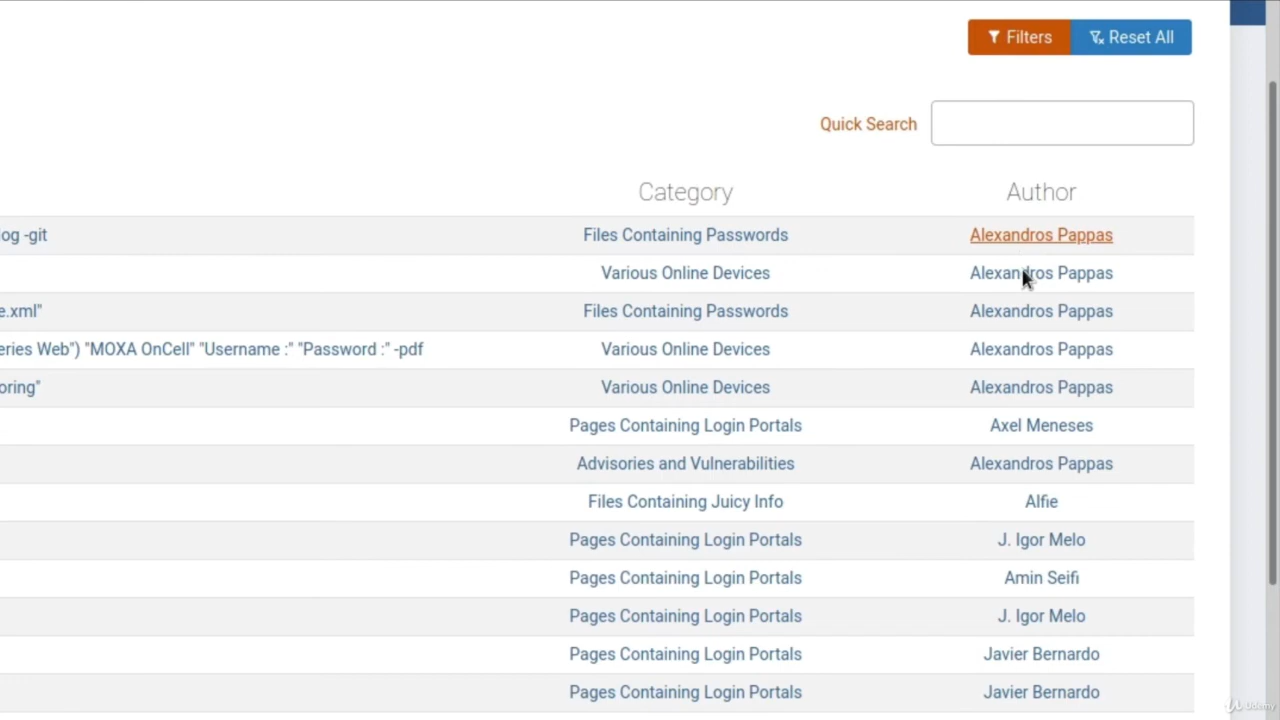 Filters Reset All
Quick Search
Category Author
og -git Files Containing Passwords Alexandros Pappas
Various Online Devices Alexandros Pappas
e.xml" Files Containing Passwords Alexandros Pappas
eries Web") "MOXA OnCell" "Username :" "Password :" -pdf Various Online Devices Alexandros Pappas
oring" Various Online Devices Alexandros Pappas
Pages Containing Login Portals Axel Meneses
Advisories and Vulnerabilities Alexandros Pappas
Files Containing Juicy Info Alfie
Pages Containing Login Portals J. Igor Melo
Pages Containing Login Portals Amin Seifi
Pages Containing Login Portals J. Igor Melo
Pages Containing Login Portals Javier Bernardo
Pages Containing Login Portals Javier Bernardo
Udemy